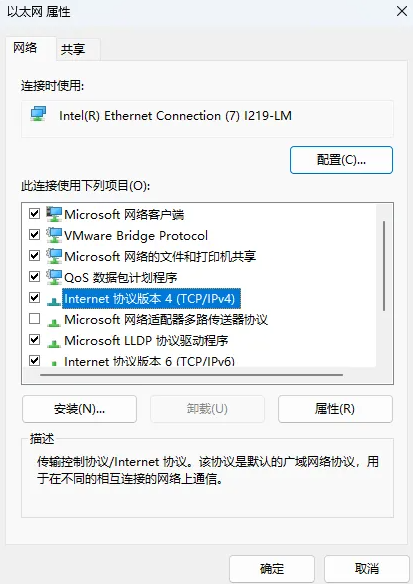 以太网 属性
网络
共享
连接时使用:
Intel(R) Ethernet Connection (7) I219-LM
配置(C)...
此连接使用下列项目(O):
Microsoft 网络客户端
VMware Bridge Protocol
Microsoft 网络的文件和打印机共享
QoS 数据包计划程序
Internet 协议版本 4 (TCP/IPv4)
Microsoft 网络适配器多路传送器协议
Microsoft LLDP 协议驱动程序
Internet 协议版本 6 (TCP/IPv6)
安装(N)...
卸载(U)
属性(R)
描述
传输控制协议/Internet 协议。该协议是默认的广域网络协议，用
于在不同的相互连接的网络上通信。
确定
取消